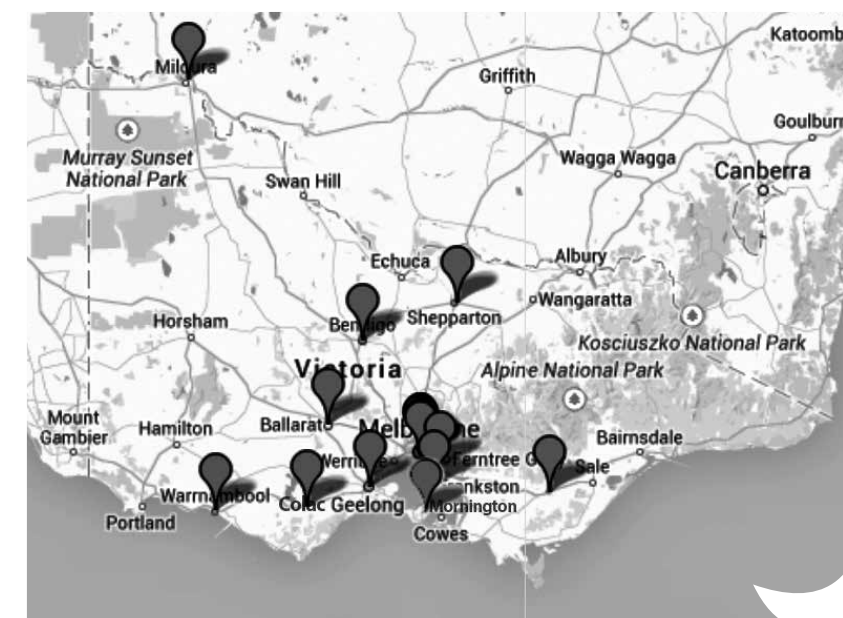 Katoomb
Mildura
Griffith
Goulburn
Murray Sunset
National Park
Wagga Wagga
Canberra
Swan Hill
Echuca
Albury
Wangaratta
Shepparton
Horsham
Bendigo
Kosciuszko National Park
Victoria
Alpine National Park
Mount
Gambier
Hamilton
Ballarat
Melbourne
Bairnsdale
Ferntree G
Sale
Warrnambool
Colac
Geelong
Mornington
Portland
Cowes